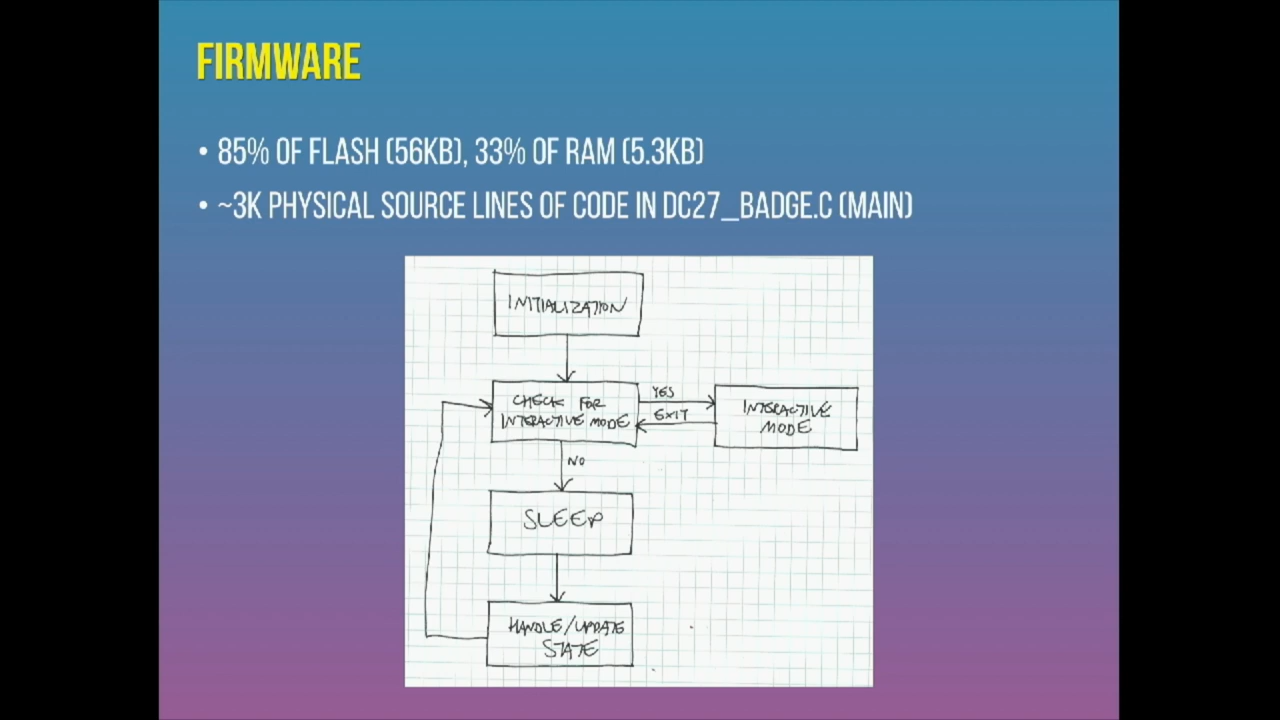 FIRMWARE
• 85% OF FLASH (56KB), 33% OF RAM (5.3KB)
• ~3K PHYSICAL SOURCE LINES OF CODE IN DC27_BADGE.C (MAIN)
INITIALIZATION
CHECK FOR
INTERACTIVE MODE
YES
EXIT
INTERACTIVE
MODE
NO
SLEEP
HANDLE/UPDATE
STATE